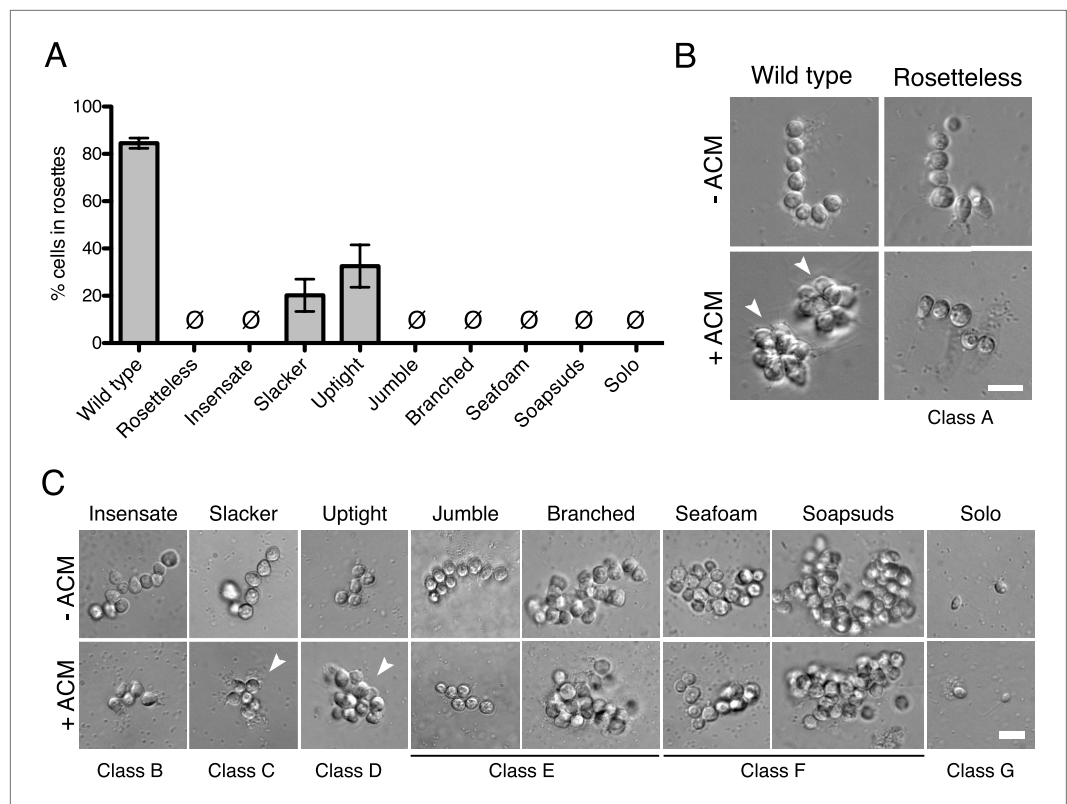 A
% cells in rosettes
100
80
60
40
20
0
Ø Ø Ø Ø Ø Ø Ø
Wild type Rosetteless Insensate Slacker Uptight Jumble Branched Seafoam Soapsuds Solo
B
Wild type Rosetteless
- ACM
+ ACM
Class A
C
Insensate Slacker Uptight Jumble Branched Seafoam Soapsuds Solo
- ACM
+ ACM
Class B Class C Class D Class E Class F Class G